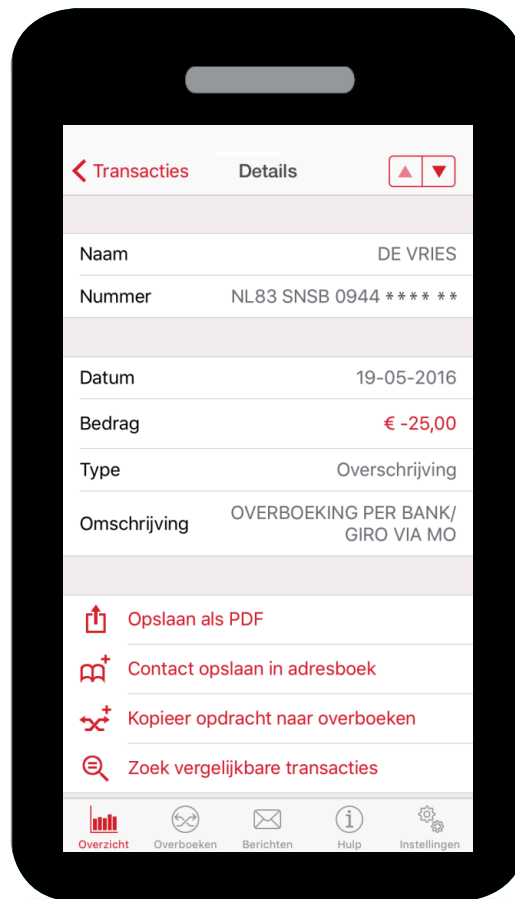 Transacties Details
Naam DE VRIES
Nummer NL83 SNSB 0944 **** **
Datum 19-05-2016
Bedrag € -25,00
Type Overschrijving
Omschrijving OVERBOEKING PER BANK/
GIRO VIA MO
Opslaan als PDF
Contact opslaan in adresboek
Kopieer opdracht naar overboeken
Zoek vergelijkbare transacties
Overzicht Overboeken Berichten Hulp Instellingen